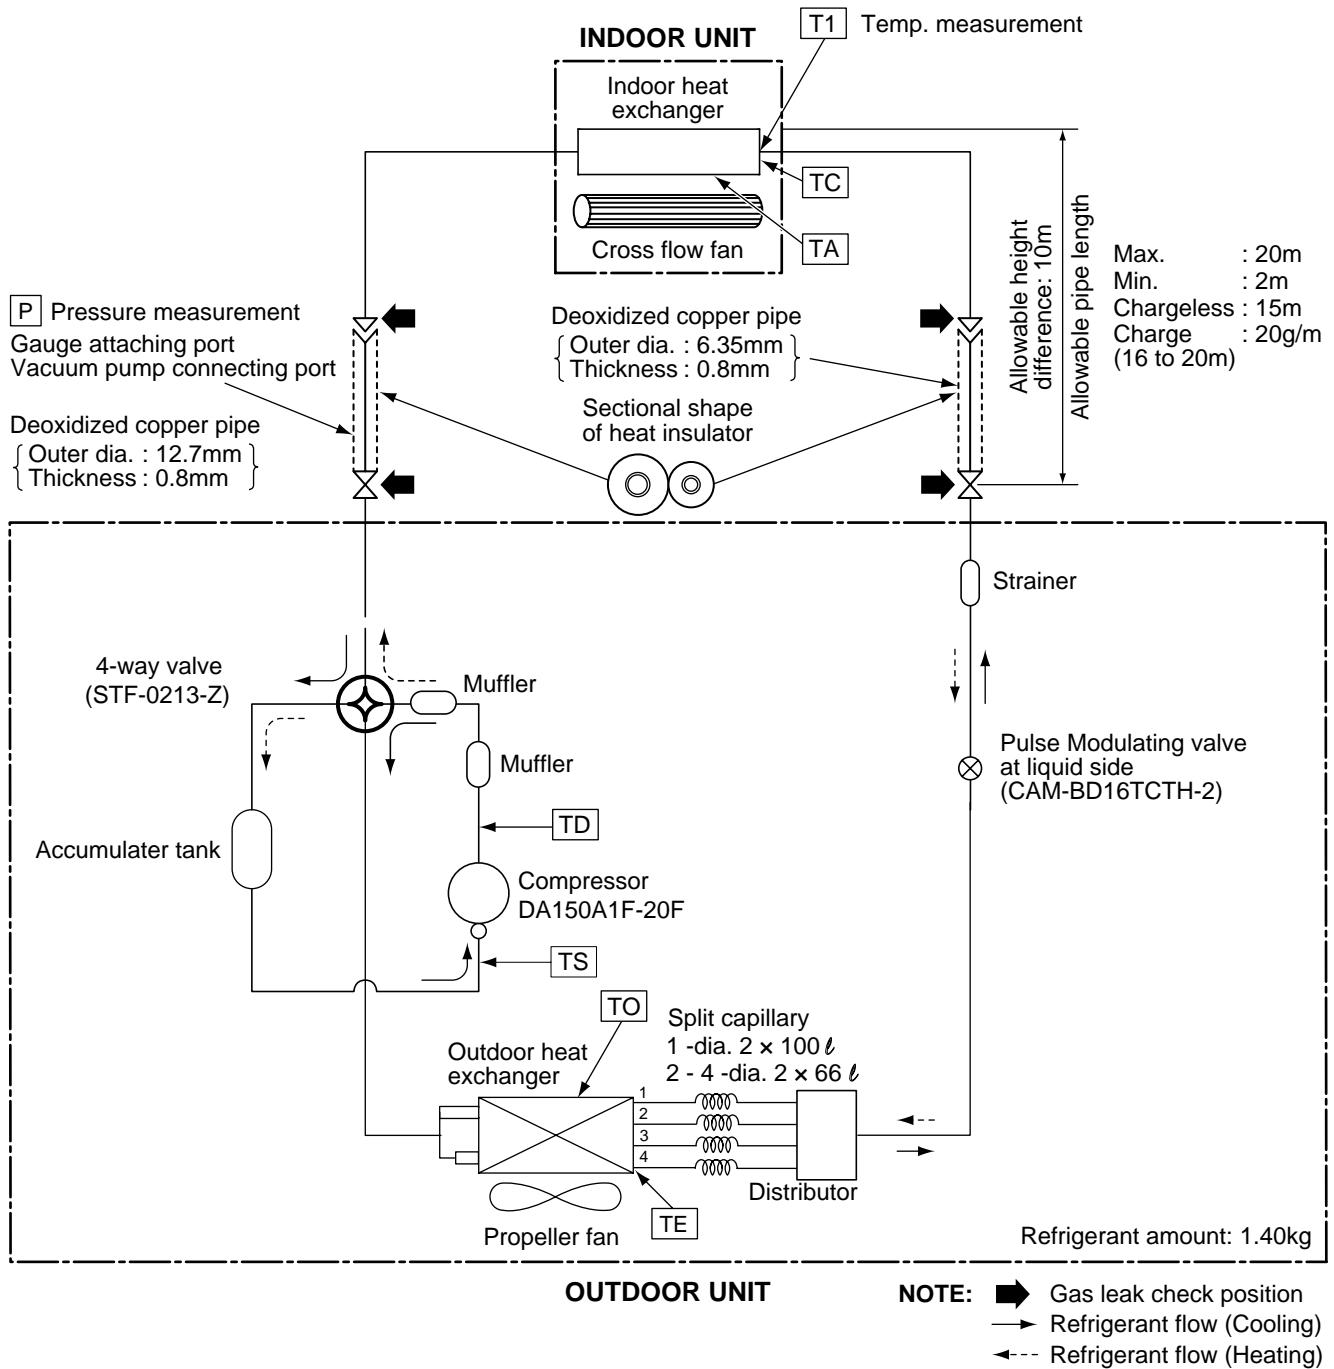 T1 Temp. measurement
INDOOR UNIT
Indoor heat
exchanger
TC
Cross flow fan
TA
Allowable height
difference: 10m
Allowable pipe length
Max. : 20m
Min. : 2m
Chargeless : 15m
Charge : 20g/m
(16 to 20m)
P Pressure measurement
Gauge attaching port
Vacuum pump connecting port
Deoxidized copper pipe
Outer dia. : 12.7mm
Thickness : 0.8mm
Deoxidized copper pipe
Outer dia. : 6.35mm
Thickness : 0.8mm
Sectional shape
of heat insulator
Strainer
4-way valve
(STF-0213-Z)
Muffler
Muffler
Pulse Modulating valve
at liquid side
(CAM-BD16TCTH-2)
TD
Accumulater tank
Compressor
DA150A1F-20F
TS
TO
Split capillary
1 -dia. 2 × 100 ℓ
2 - 4 -dia. 2 × 66 ℓ
Outdoor heat
exchanger
1
2
3
4
Distributor
TE
Propeller fan
Refrigerant amount: 1.40kg
OUTDOOR UNIT
NOTE: Gas leak check position
Refrigerant flow (Cooling)
Refrigerant flow (Heating)